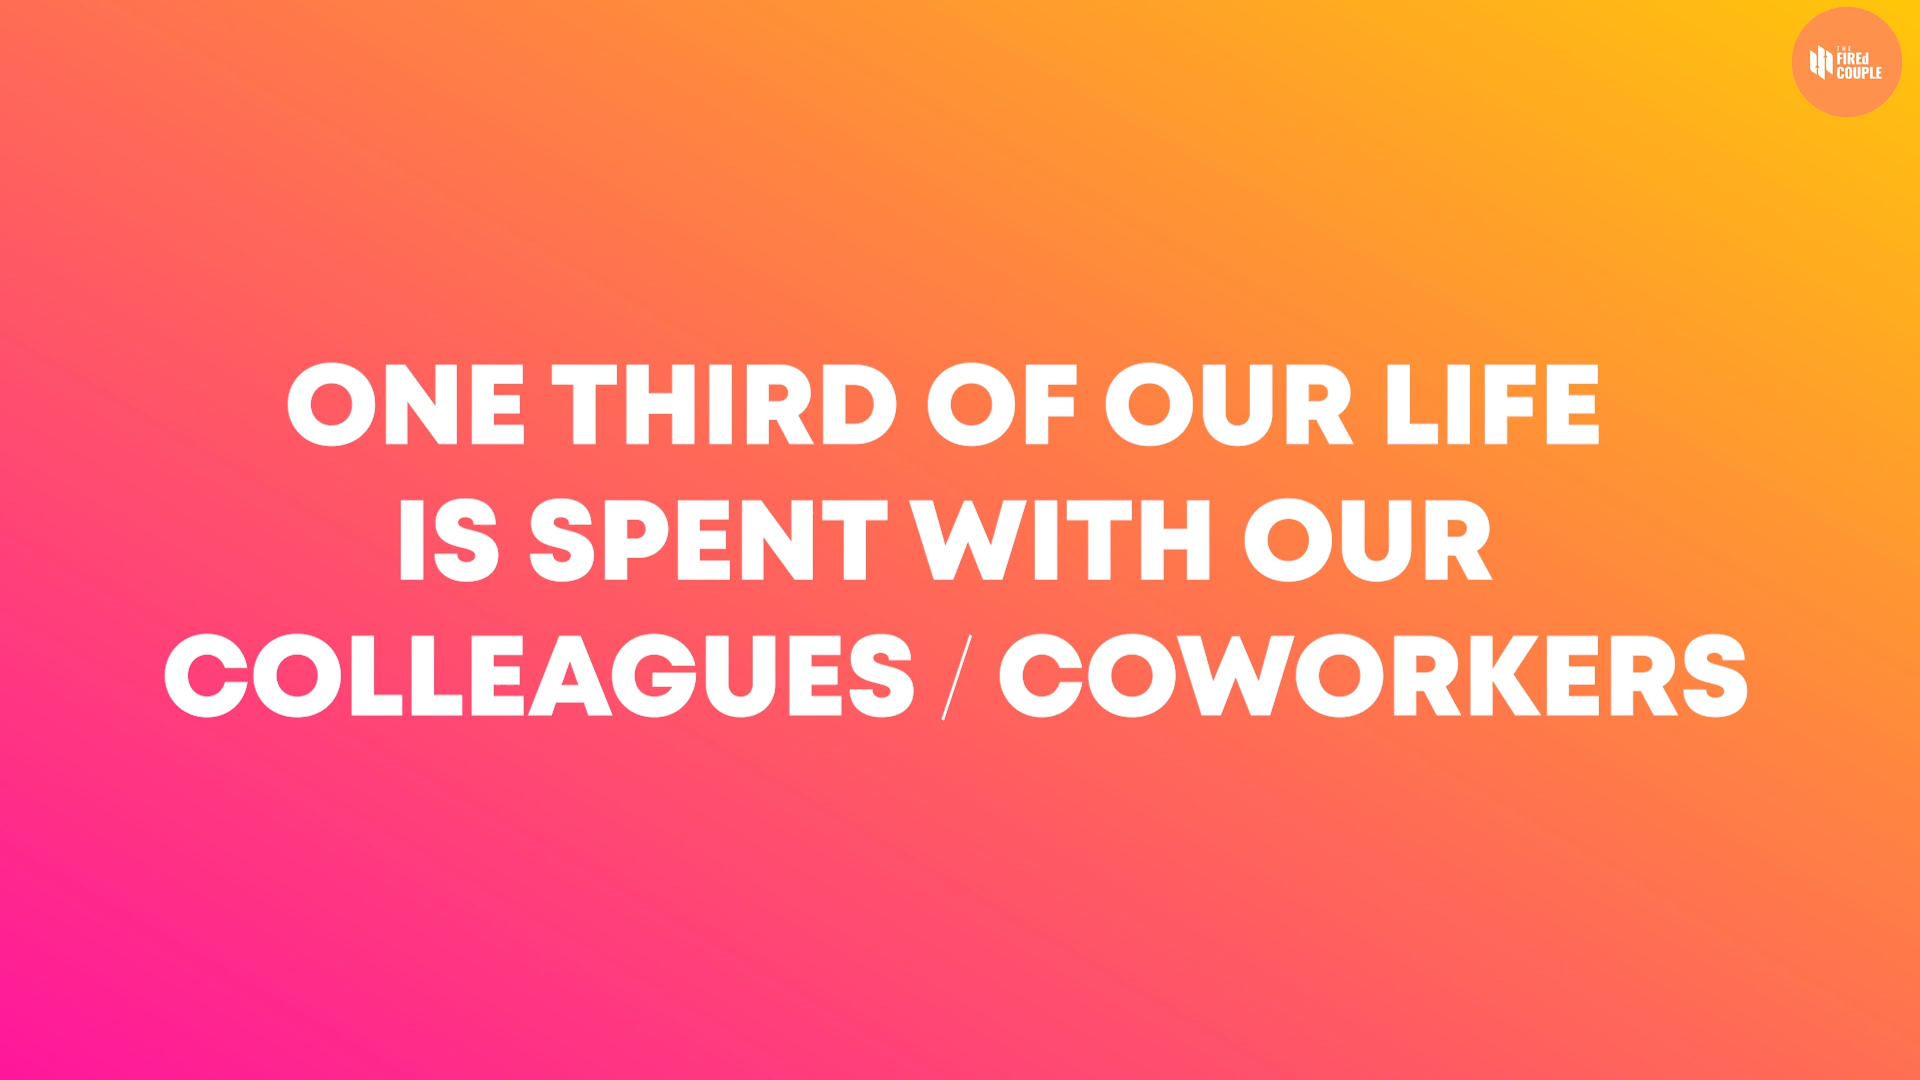 THE
FIREd
COUPLE
ONE THIRD OF OUR LIFE
IS SPENT WITH OUR
COLLEAGUES / COWORKERS